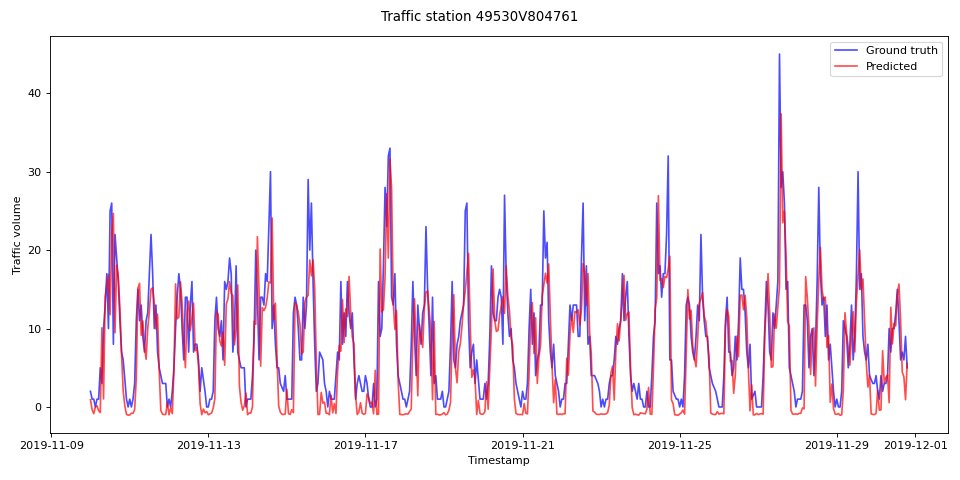 Traffic station 49530V804761
Ground truth
Predicted
Traffic volume
40
30
20
10
0
2019-11-09
2019-11-13
2019-11-17
2019-11-21
2019-11-25
2019-11-29
2019-12-01
Timestamp